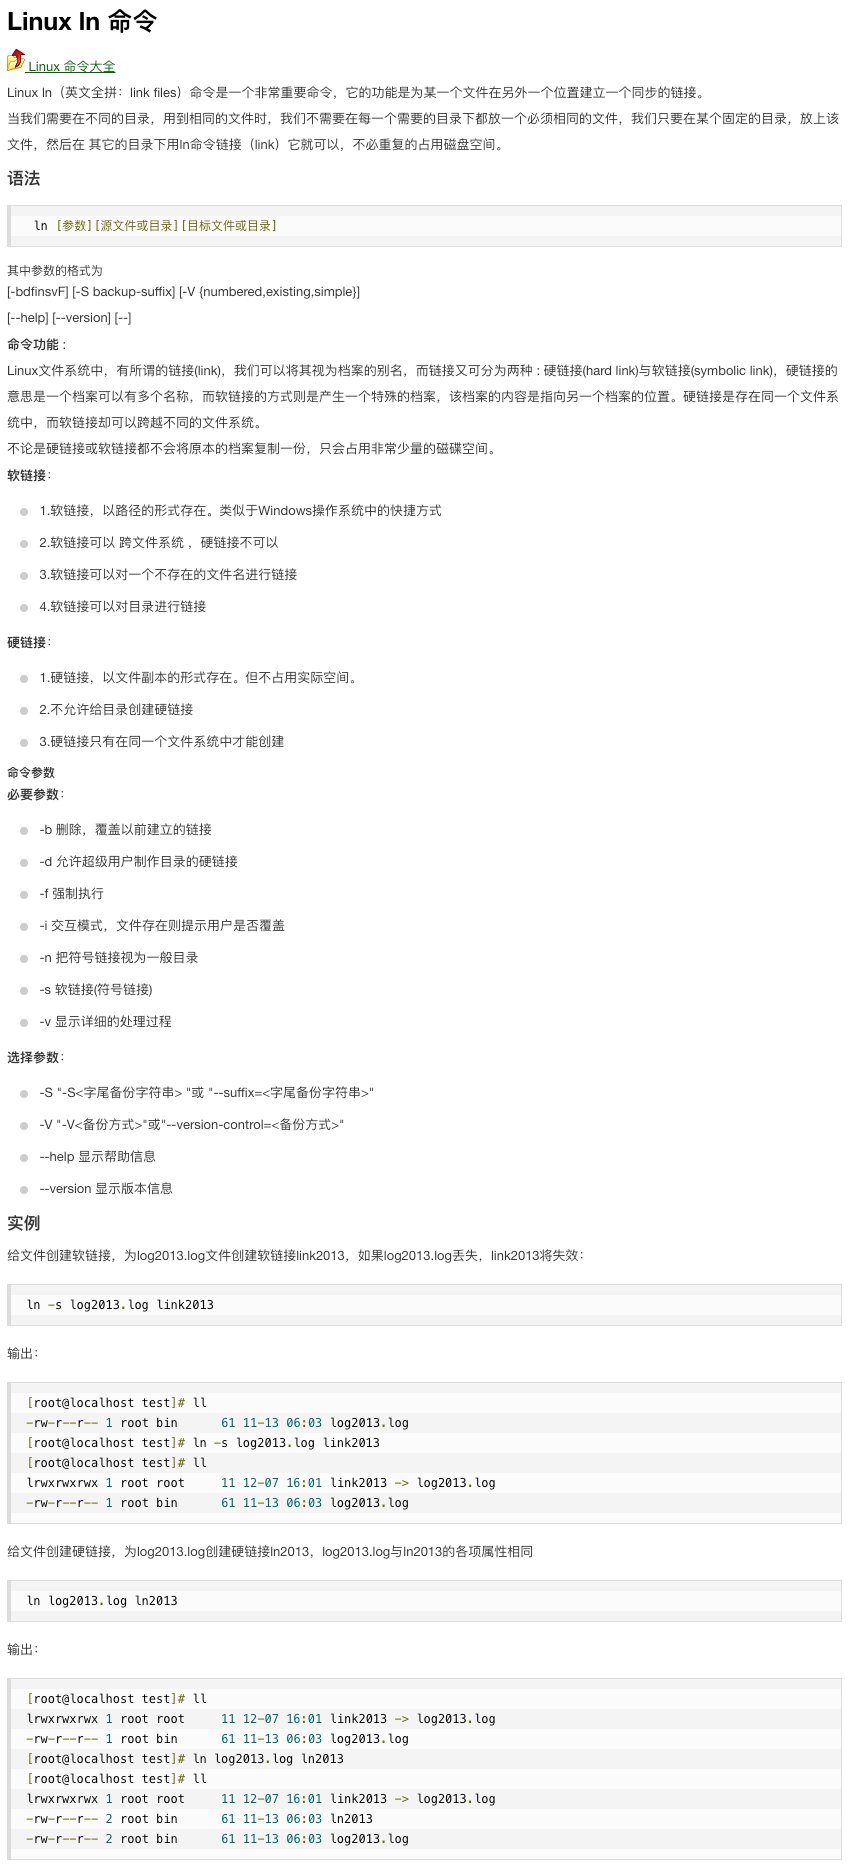 Linux ln 命令
Linux 命令大全
Linux ln（英文全拼：link files）命令是一个非常重要命令，它的功能是为某一个文件在另外一个位置建立一个同步的链接。
当我们需要在不同的目录，用到相同的文件时，我们不需要在每一个需要的目录下都放一个必须相同的文件，我们只要在某个固定的目录，放上该
文件，然后在 其它的目录下用ln命令链接（link）它就可以，不必重复的占用磁盘空间。
语法
ln [参数][源文件或目录][目标文件或目录]
其中参数的格式为
[-bdfinsvF] [-S backup-suffix] [-V {numbered,existing,simple}]
[--help] [--version] [--]
命令功能 :
Linux文件系统中，有所谓的链接(link)，我们可以将其视为档案的别名，而链接又可分为两种 : 硬链接(hard link)与软链接(symbolic link)，硬链接的
意思是一个档案可以有多个名称，而软链接的方式则是产生一个特殊的档案，该档案的内容是指向另一个档案的位置。硬链接是存在同一个文件系
统中，而软链接却可以跨越不同的文件系统。
不论是硬链接或软链接都不会将原本的档案复制一份，只会占用非常少量的磁碟空间。
软链接：
1.软链接，以路径的形式存在。类似于Windows操作系统中的快捷方式
2.软链接可以 跨文件系统 ，硬链接不可以
3.软链接可以对一个不存在的文件名进行链接
4.软链接可以对目录进行链接
硬链接：
1.硬链接，以文件副本的形式存在。但不占用实际空间。
2.不允许给目录创建硬链接
3.硬链接只有在同一个文件系统中才能创建
命令参数
必要参数：
-b 删除，覆盖以前建立的链接
-d 允许超级用户制作目录的硬链接
-f 强制执行
-i 交互模式，文件存在则提示用户是否覆盖
-n 把符号链接视为一般目录
-s 软链接(符号链接)
-v 显示详细的处理过程
选择参数：
-S "-S<字尾备份字符串> "或 "--suffix=<字尾备份字符串>"
-V "-V<备份方式>"或"--version-control=<备份方式>"
--help 显示帮助信息
--version 显示版本信息
实例
给文件创建软链接，为log2013.log文件创建软链接link2013，如果log2013.log丢失，link2013将失效：
ln -s log2013.log link2013
输出：
[root@localhost test]# ll
-rw-r--r-- 1 root bin      61 11-13 06:03 log2013.log
[root@localhost test]# ln -s log2013.log link2013
[root@localhost test]# ll
lrwxrwxrwx 1 root root     11 12-07 16:01 link2013 -> log2013.log
-rw-r--r-- 1 root bin      61 11-13 06:03 log2013.log
给文件创建硬链接，为log2013.log创建硬链接ln2013，log2013.log与ln2013的各项属性相同
ln log2013.log ln2013
输出：
[root@localhost test]# ll
lrwxrwxrwx 1 root root     11 12-07 16:01 link2013 -> log2013.log
-rw-r--r-- 1 root bin      61 11-13 06:03 log2013.log
[root@localhost test]# ln log2013.log ln2013
[root@localhost test]# ll
lrwxrwxrwx 1 root root     11 12-07 16:01 link2013 -> log2013.log
-rw-r--r-- 2 root bin      61 11-13 06:03 ln2013
-rw-r--r-- 2 root bin      61 11-13 06:03 log2013.log